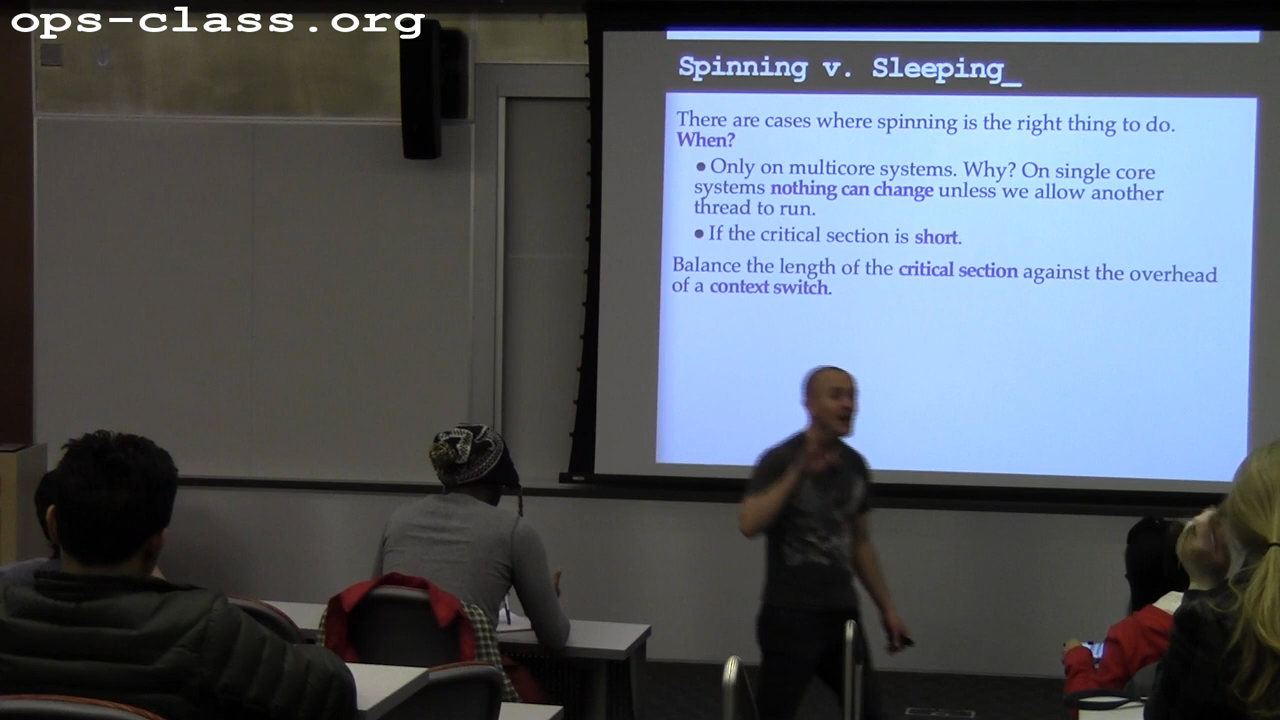 ops-class.org
Spinning v. Sleeping_
There are cases where spinning is the right thing to do.
When?
• Only on multicore systems. Why? On single core
systems nothing can change unless we allow another
thread to run.
• If the critical section is short.
Balance the length of the critical section against the overhead
of a context switch.